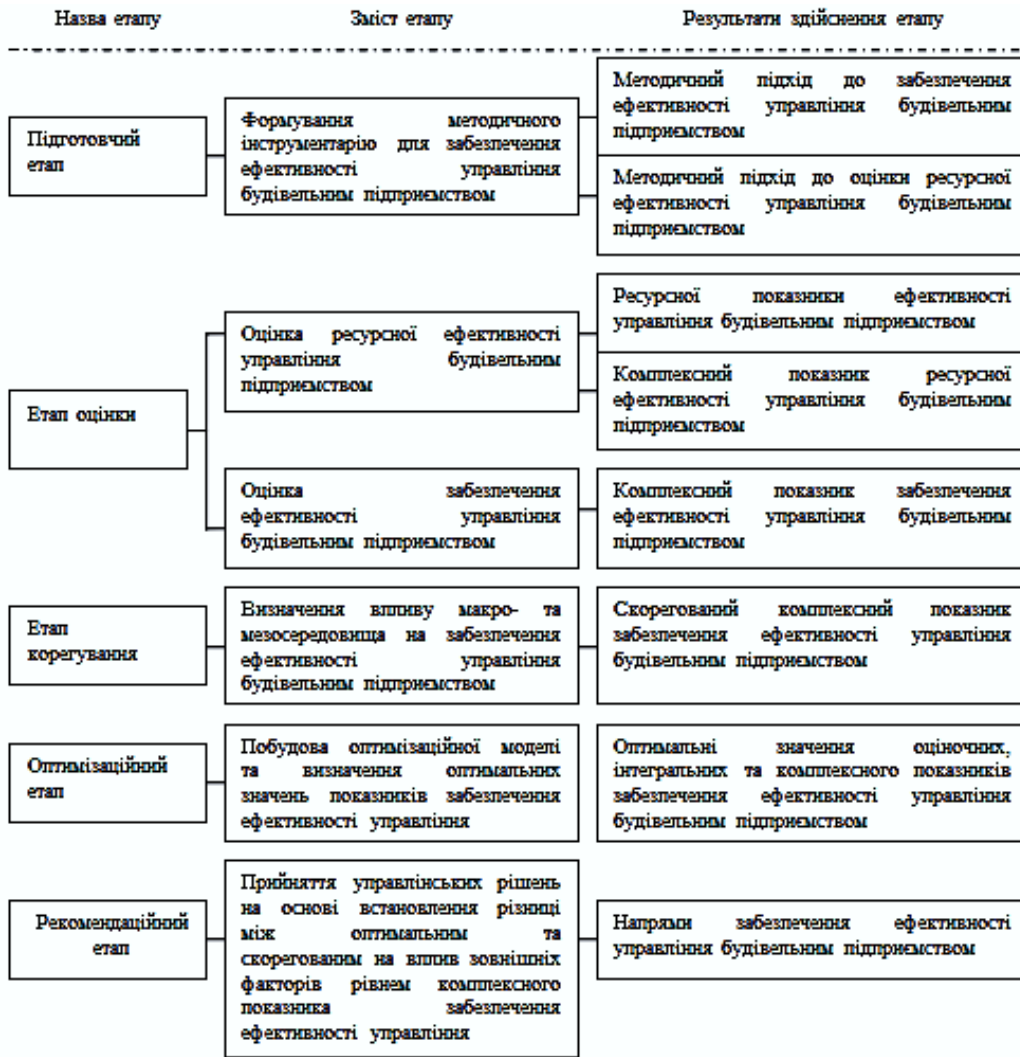 Назва етапу
Зміст етапу
Результати здійснення етапу
Підготовчий
етап
Формування методичного
інструментарію для забезпечення
ефективності управління
будівельним підприємством
Методичний підхід до забезпечення
ефективності управління будівельним
підприємством
Методичний підхід до оцінки ресурсної
ефективності управління будівельним
підприємством
Етап оцінки
Оцінка ресурсної ефективності
управління будівельним
підприємством
Ресурсної показники ефективності
управління будівельним підприємством
Комплексний показник ресурсної
ефективності управління будівельним
підприємством
Оцінка забезпечення
ефективності управління
будівельним підприємством
Комплексний показник забезпечення
ефективності управління будівельним
підприємством
Етап
корегування
Визначення впливу макро- та
мезосередовища на забезпечення
ефективності управління
будівельним підприємством
Скорегований комплексний показник
забезпечення ефективності управління
будівельним підприємством
Оптимізаційний
етап
Побудова оптимізаційної моделі
та визначення оптимальних
значень показників забезпечення
ефективності управління
Оптимальні значення оціночних,
інтегральних та комплексного показників
забезпечення ефективності управління
будівельним підприємством
Рекомендаційний
етап
Прийняття управлінських рішень
на основі встановлення різниці
між оптимальним та
скорегованим на вплив зовнішніх
факторів рівнем комплексного
показника забезпечення
ефективності управління
Напрями забезпечення ефективності
управління будівельним підприємством